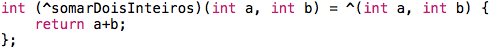 int (^somarDoisInteiros)(int a, int b) = ^(int a, int b) {
    return a+b;
};